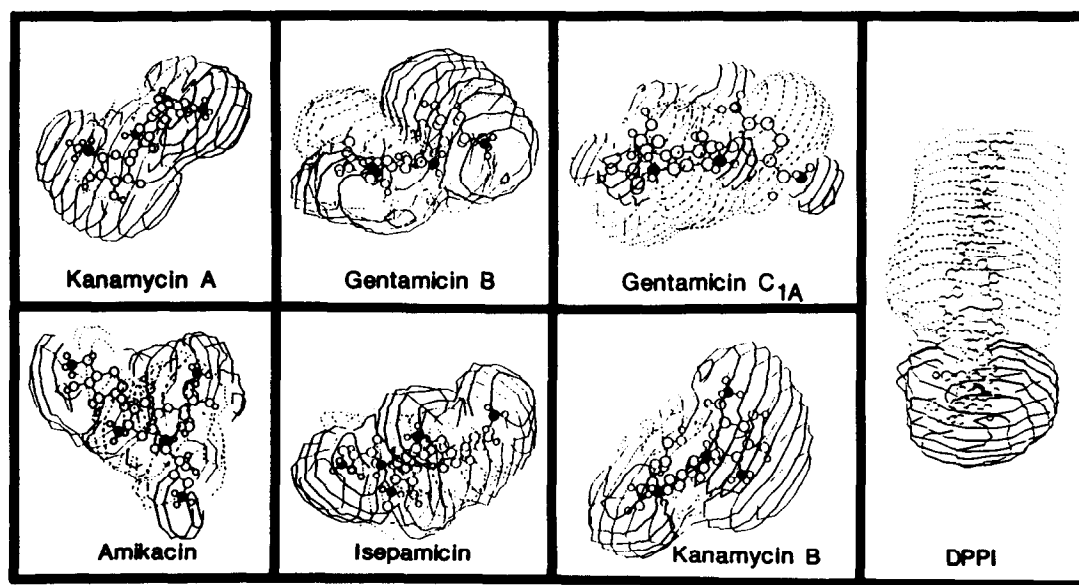 Kanamycin A
Gentamicin B
Gentamicin C1A
Amikacin
Isepamicin
Kanamycin B
DPPI